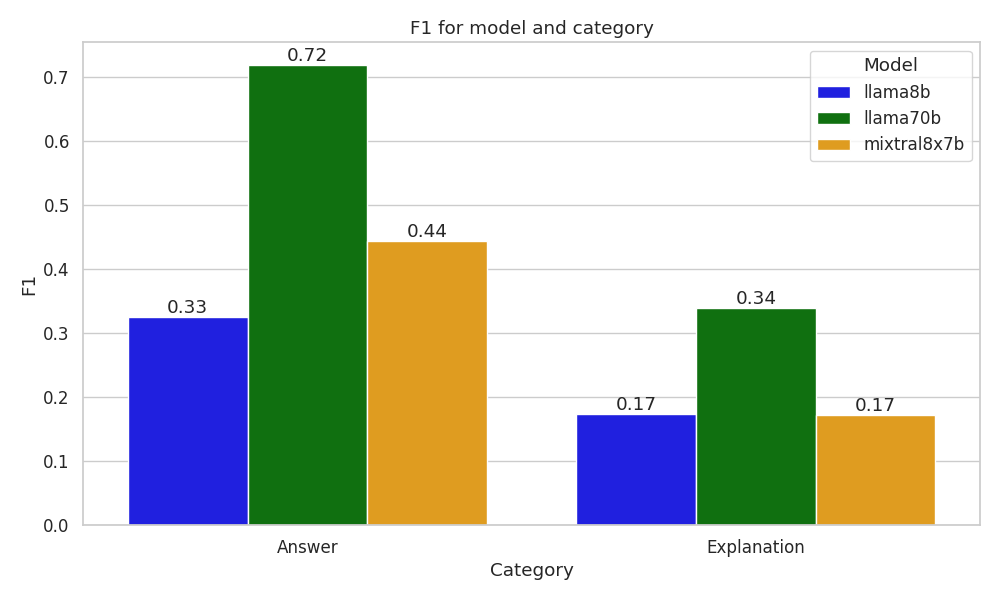 F1 for model and category
0.72
Model
llama8b
llama70b
mixtral8x7b
0.7
0.6
0.5
0.44
0.4
0.33
0.34
0.3
F1
0.2
0.17
0.17
0.1
0.0
Answer
Explanation
Category